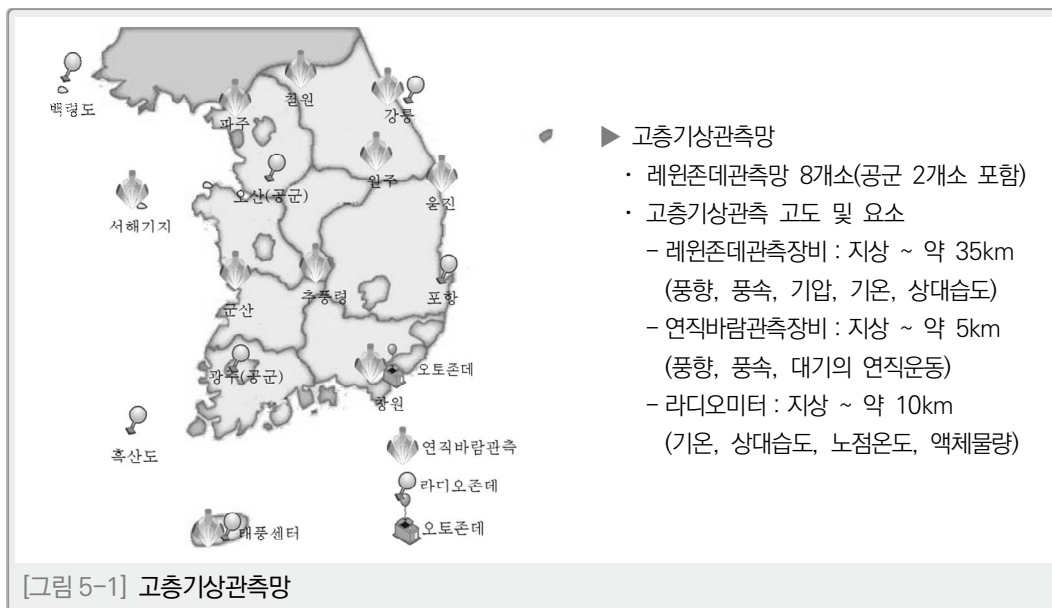 백령도
철원
파주
강릉
원주
오산(공군)
울진
서해기지
군산
추풍령
포항
광주(공군)
오토존데
창원
연직바람관측
흑산도
라디오존데
오토존데
태풍센터
▶ 고층기상관측망
· 레윈존데관측망 8개소(공군 2개소 포함)
· 고층기상관측 고도 및 요소
- 레윈존데관측장비 : 지상 ~ 약 35km
(풍향, 풍속, 기압, 기온, 상대습도)
- 연직바람관측장비 : 지상 ~ 약 5km
(풍향, 풍속, 대기의 연직운동)
- 라디오미터 : 지상 ~ 약 10km
(기온, 상대습도, 노점온도, 액체물량)
[그림 5-1] 고층기상관측망